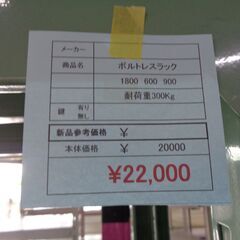 メーカー
商品名 ボルトレスラック
1800 600 900
耐荷重300Kg
鍵 有り 無し
新品参考価格 ¥
本体価格 ¥ 20000
¥22,000